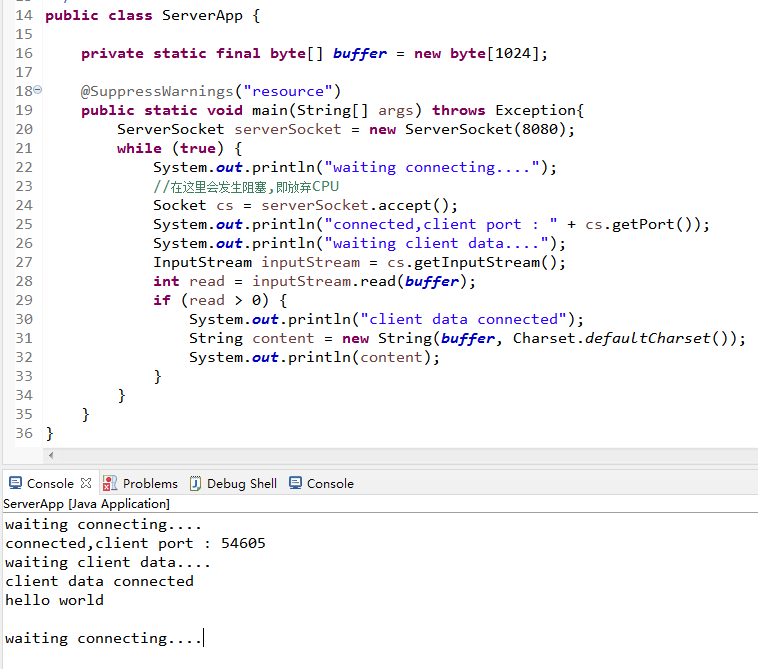 14 public class ServerApp {
15
16     private static final byte[] buffer = new byte[1024];
17
18     @SuppressWarnings("resource")
19     public static void main(String[] args) throws Exception{
20         ServerSocket serverSocket = new ServerSocket(8080);
21         while (true) {
22             System.out.println("waiting connecting....");
23             //在这里会发生阻塞,即放弃CPU
24             Socket cs = serverSocket.accept();
25             System.out.println("connected,client port : " + cs.getPort());
26             System.out.println("waiting client data....");
27             InputStream inputStream = cs.getInputStream();
28             int read = inputStream.read(buffer);
29             if (read > 0) {
30                 System.out.println("client data connected");
31                 String content = new String(buffer, Charset.defaultCharset());
32                 System.out.println(content);
33             }
34         }
35     }
36 }
Console Problems Debug Shell Console
ServerApp [Java Application]
waiting connecting....
connected,client port : 54605
waiting client data....
client data connected
hello world
waiting connecting....